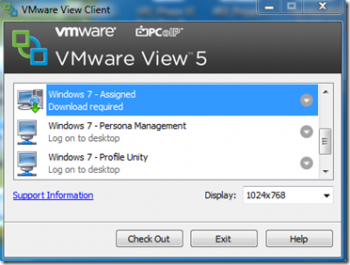 VMware View Client
vmware PCoIP
VMware View™ 5
Windows 7 - Assigned
Download required
Windows 7 - Persona Management
Log on to desktop
Windows 7 - Profile Unity
Log on to desktop
Support Information Display: 1024x768
Check Out Exit Help